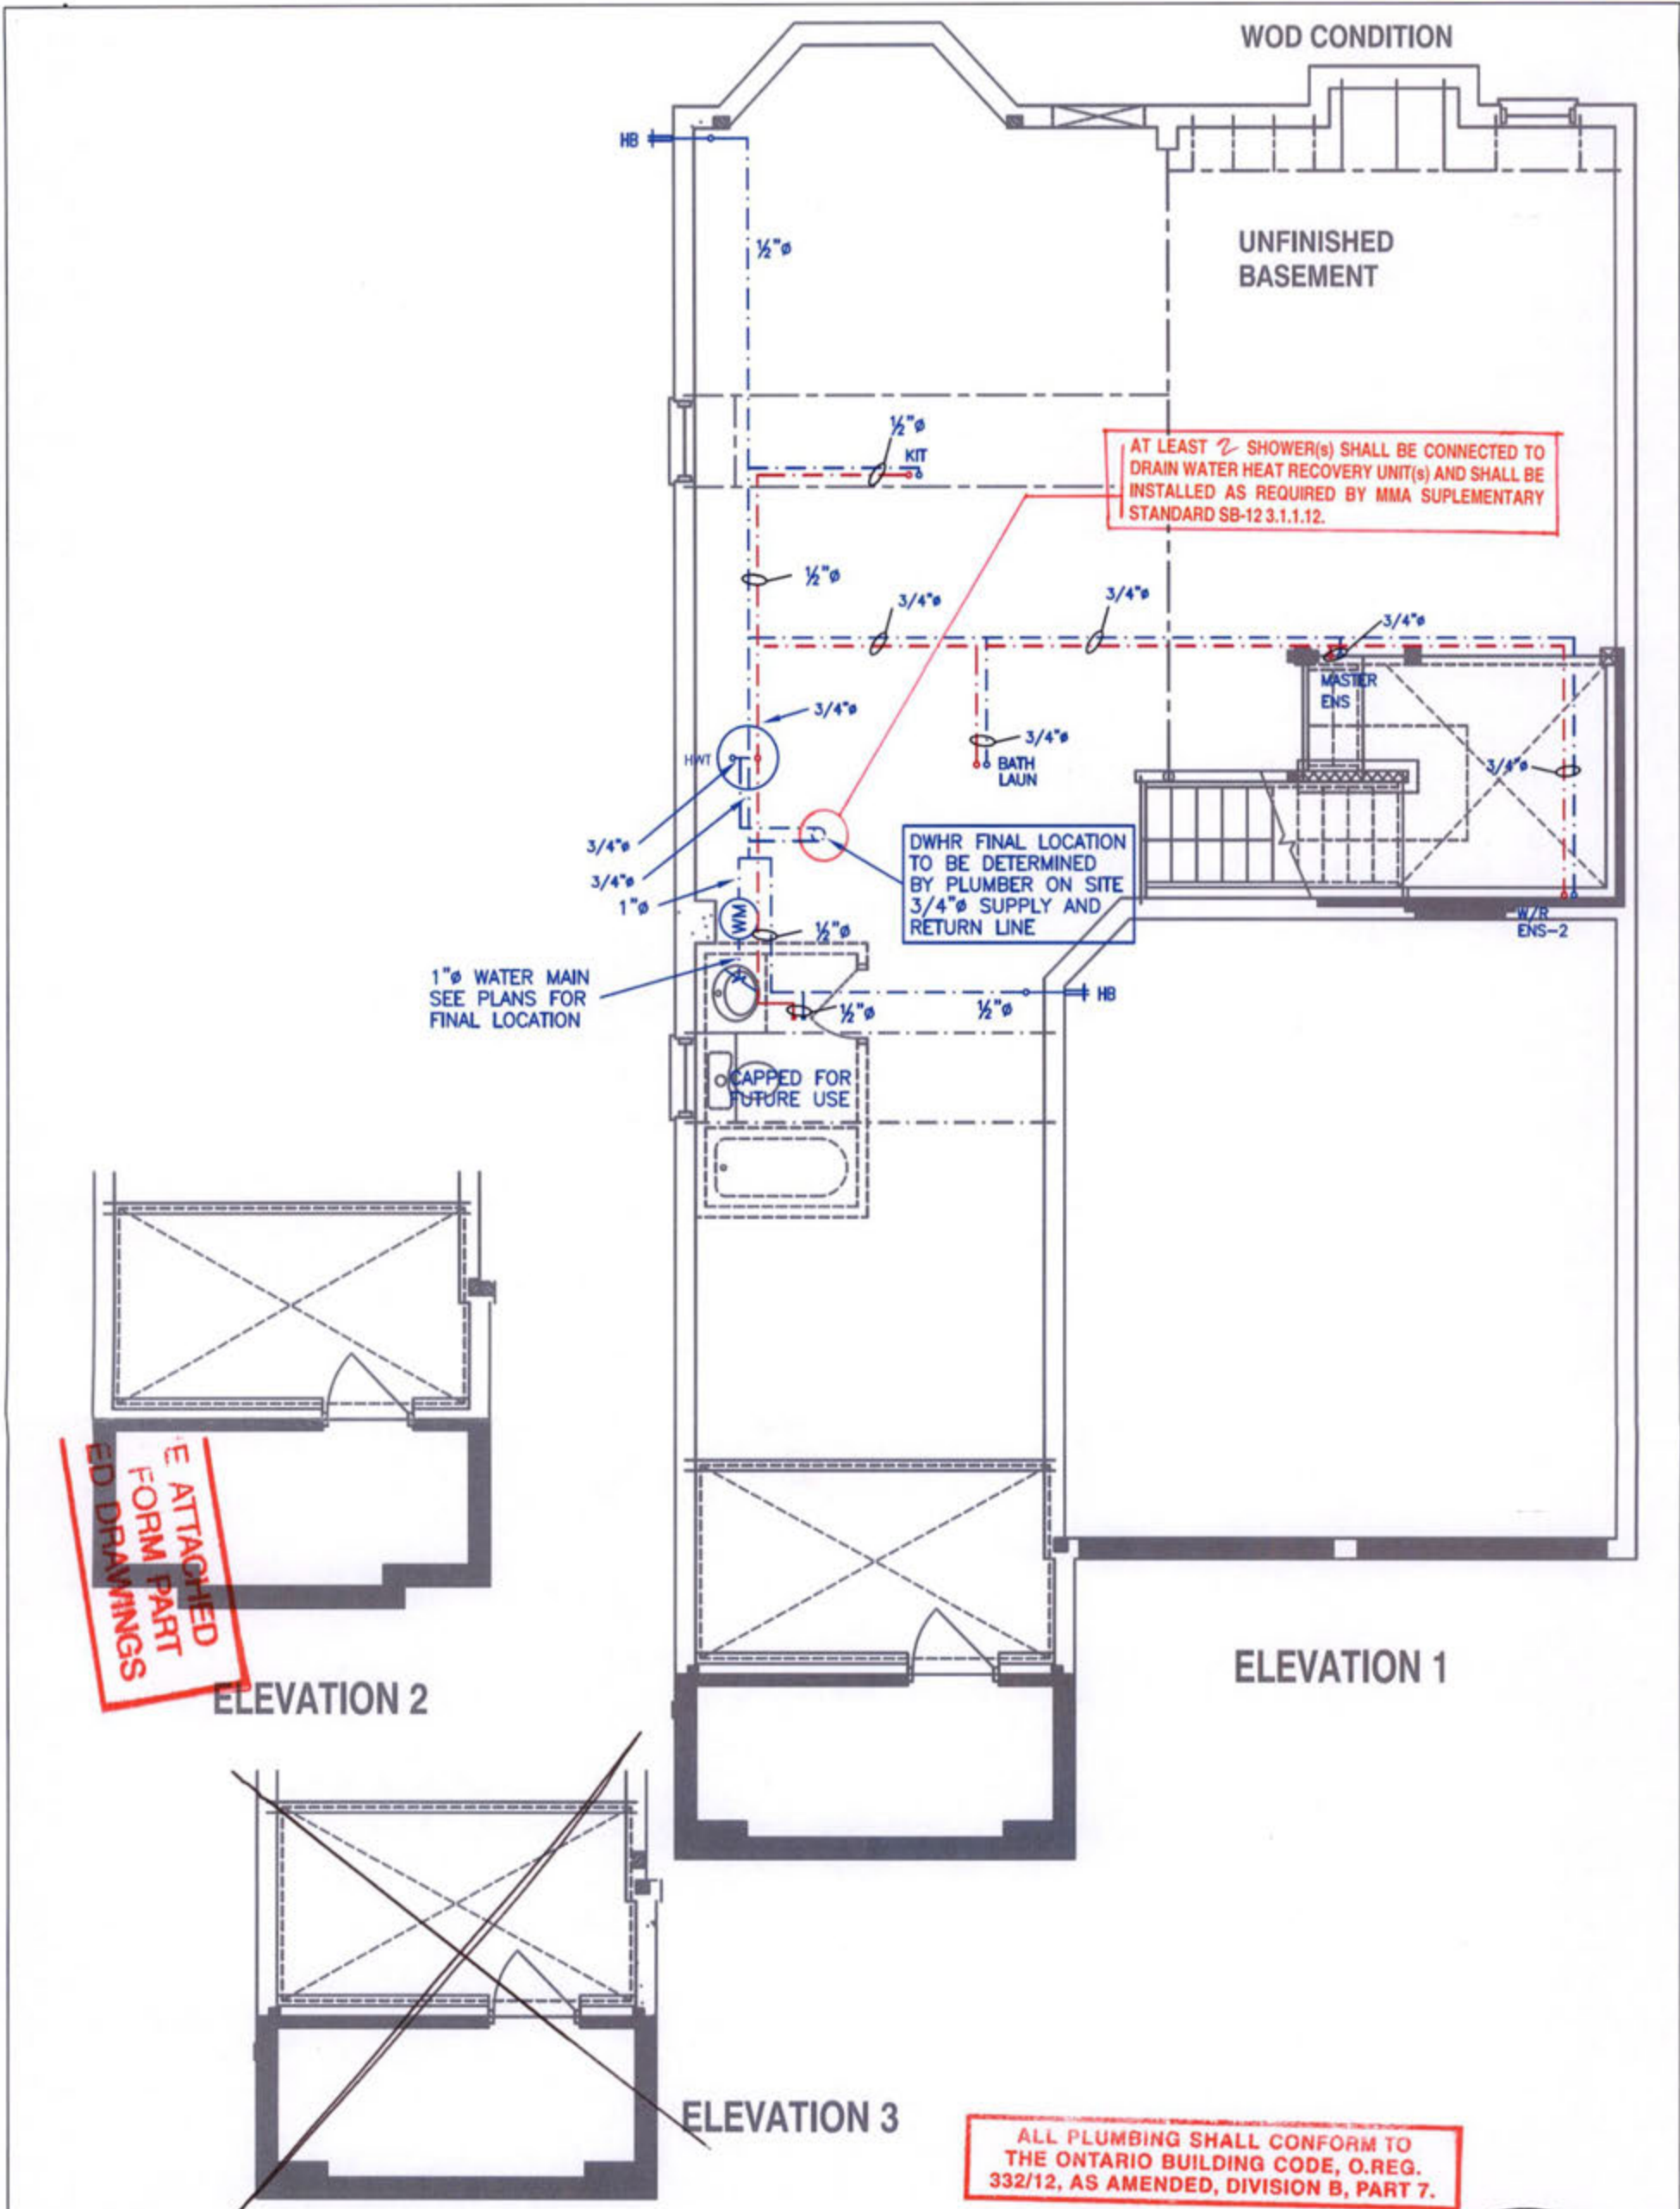 WOD CONDITION
HB
½"ø
UNFINISHED
BASEMENT
½"ø
KIT
AT LEAST 2 SHOWER(s) SHALL BE CONNECTED TO
DRAIN WATER HEAT RECOVERY UNIT(s) AND SHALL BE
INSTALLED AS REQUIRED BY MMA SUPLEMENTARY
STANDARD SB-12 3.1.1.12.
½"ø
3/4"ø
3/4"ø
3/4"ø
MASTER
ENS
3/4"ø
3/4"ø
BATH
LAUN
HWT
3/4"ø
3/4"ø
3/4"ø
1"ø
DWHR FINAL LOCATION
TO BE DETERMINED
BY PLUMBER ON SITE
3/4"ø SUPPLY AND
RETURN LINE
WM
½"ø
W/R
ENS-2
1"ø WATER MAIN
SEE PLANS FOR
FINAL LOCATION
½"ø
½"ø
HB
CAPPED FOR
FUTURE USE
E ATTACHED
FORM PART
ED DRAWINGS
ELEVATION 1
ELEVATION 2
ELEVATION 3
ALL PLUMBING SHALL CONFORM TO
THE ONTARIO BUILDING CODE, O.REG.
332/12, AS AMENDED, DIVISION B, PART 7.